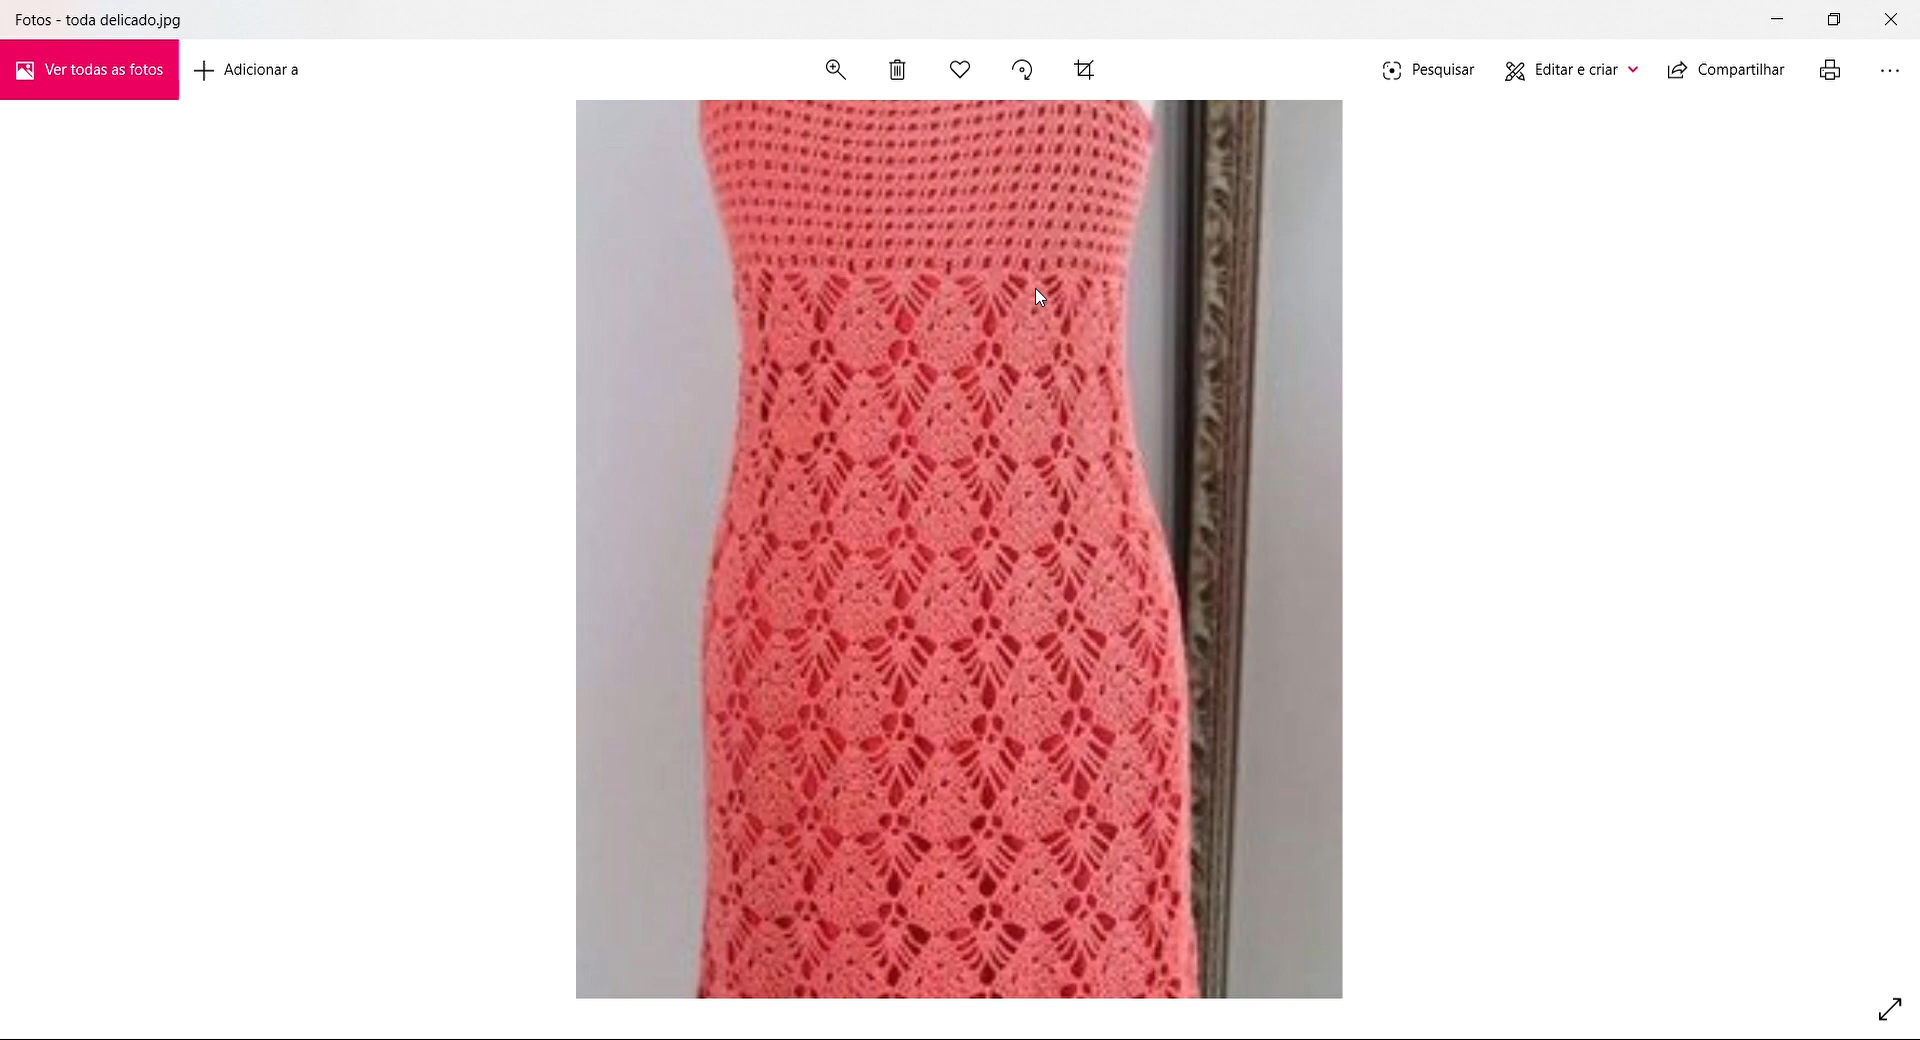 Fotos - toda delicado.jpg
Ver todas as fotos
Adicionar a
Pesquisar
Editar e criar
Compartilhar